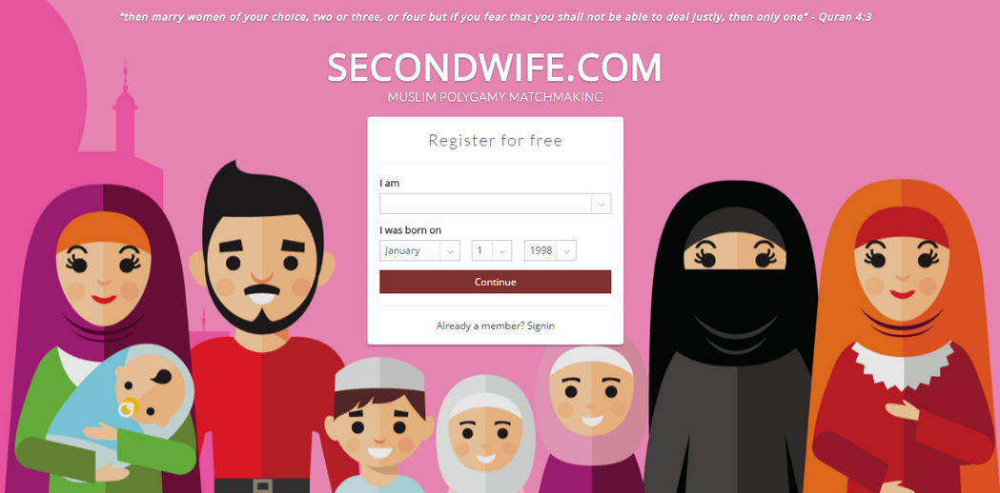 "then marry women of your choice, two or three, or four but if you fear that you shall not be able to deal justly, then only one" - Quran 4:3
SECONDWIFE.COM
MUSLIM POLYGAMY MATCHMAKING
Register for free
I am
I was born on
January 1 1998
Continue
Already a member? Signin